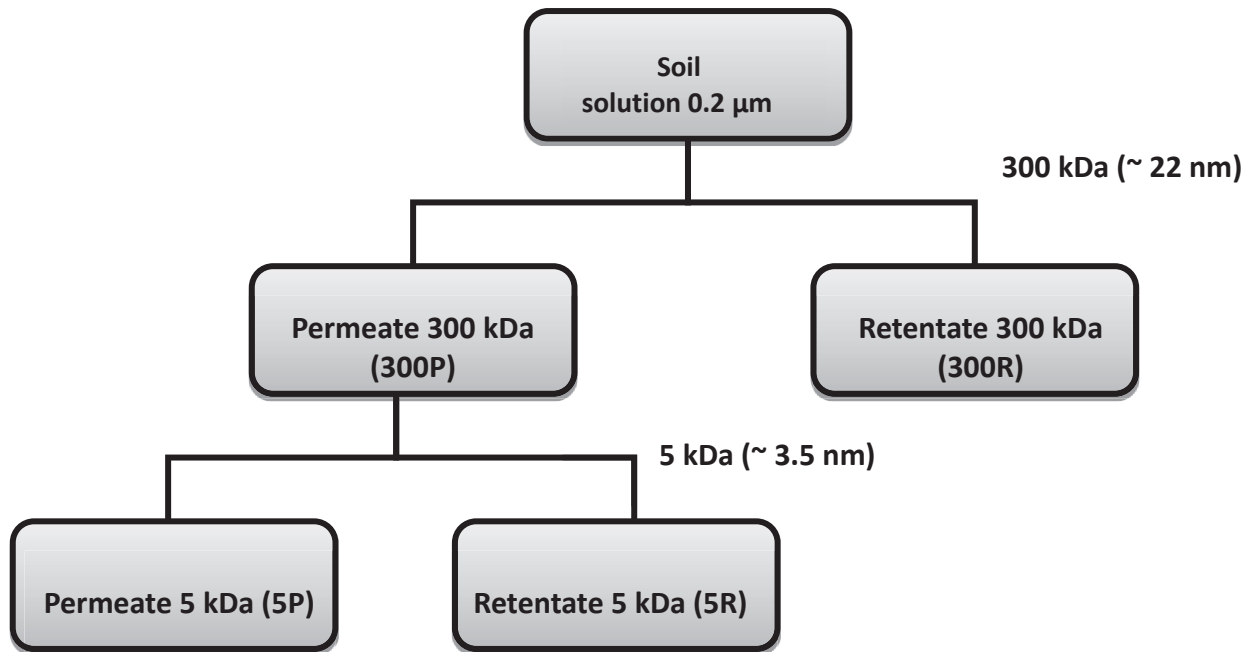 Soil
solution 0.2 µm
300 kDa (~ 22 nm)
Permeate 300 kDa
(300P)
Retentate 300 kDa
(300R)
5 kDa (~ 3.5 nm)
Permeate 5 kDa (5P)
Retentate 5 kDa (5R)